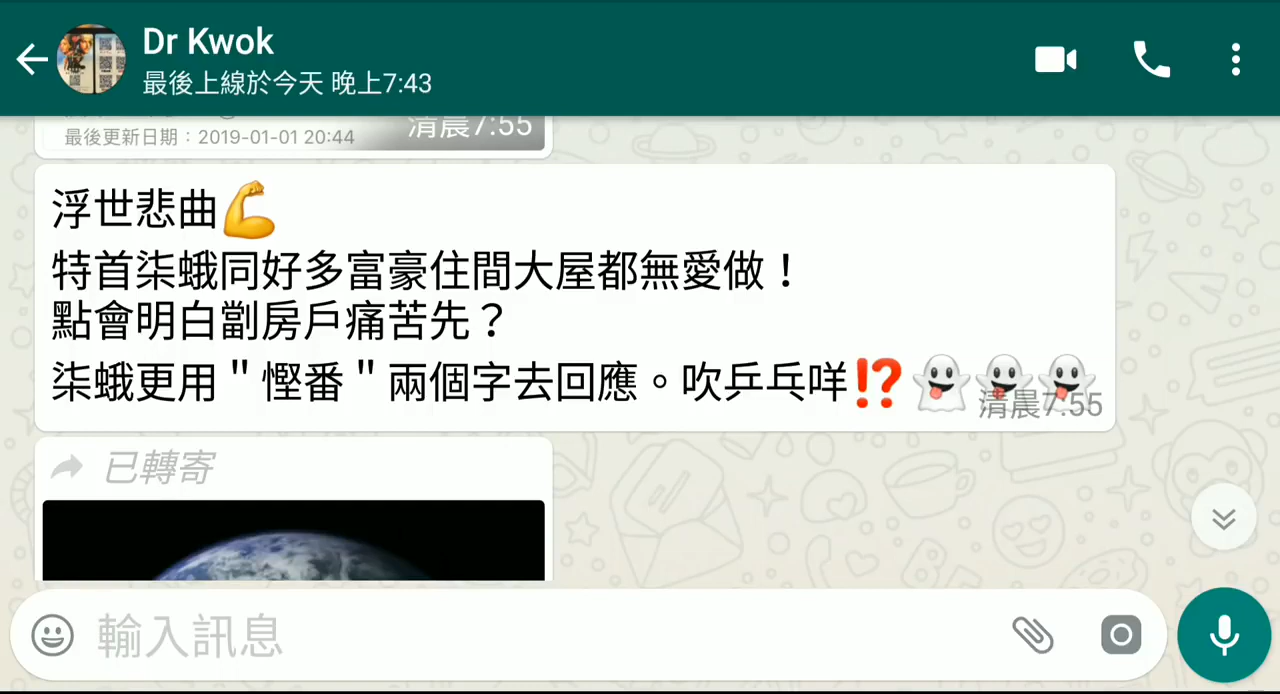 Dr Kwok
最後上線於今天 晚上7:43
最後更新日期：2019-01-01 20:44
清晨7:55
浮世悲曲💪
特首柒蛾同好多富豪住間大屋都無愛做！
點會明白劏房戶痛苦先？
柒蛾更用＂慳番＂兩個字去回應。吹乒乓咩⁉️👻👻👻
清晨7:55
已轉寄
輸入訊息